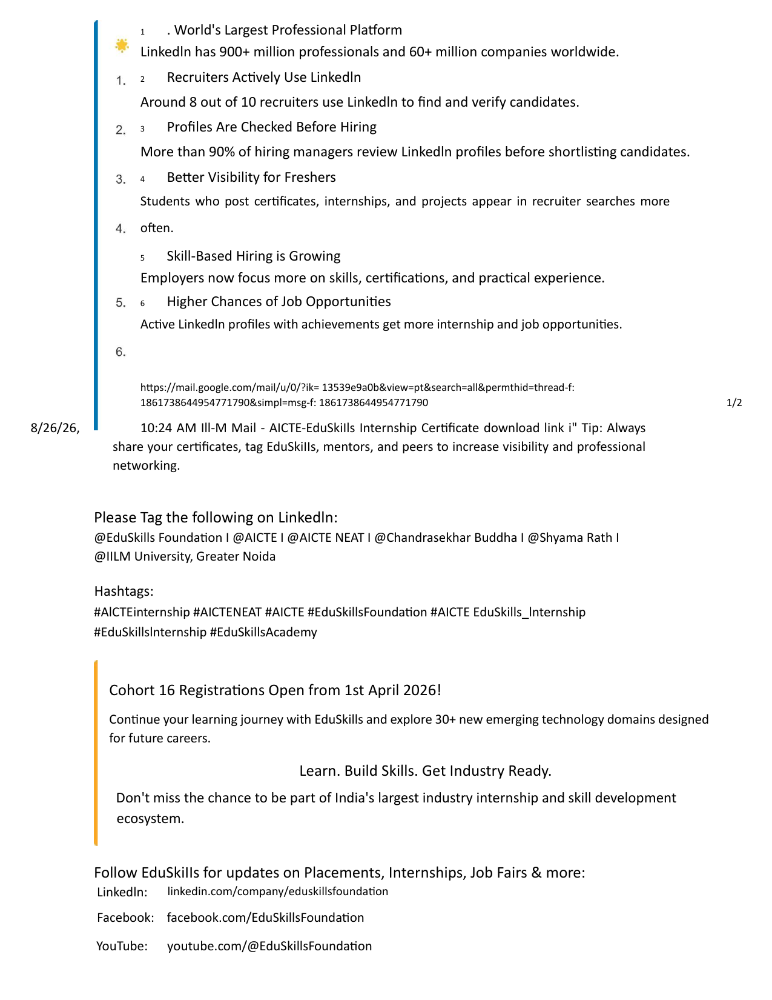 1 . World's Largest Professional Platform
LinkedIn has 900+ million professionals and 60+ million companies worldwide.
1. 2 Recruiters Actively Use LinkedIn
Around 8 out of 10 recruiters use LinkedIn to find and verify candidates.
2. 3 Profiles Are Checked Before Hiring
More than 90% of hiring managers review LinkedIn profiles before shortlisting candidates.
3. 4 Better Visibility for Freshers
Students who post certificates, internships, and projects appear in recruiter searches more
4. often.
5 Skill-Based Hiring is Growing
Employers now focus more on skills, certifications, and practical experience.
5. 6 Higher Chances of Job Opportunities
Active LinkedIn profiles with achievements get more internship and job opportunities.
6.
https://mail.google.com/mail/u/0/?ik= 13539e9a0b&view=pt&search=all&permthid=thread-f:
1861738644954771790&simpl=msg-f: 1861738644954771790 1/2
8/26/26, 10:24 AM Ill-M Mail - AICTE-EduSkills Internship Certificate download link i" Tip: Always
share your certificates, tag EduSkiIIs, mentors, and peers to increase visibility and professional
networking.
Please Tag the following on LinkedIn:
@EduSkills Foundation I @AICTE I @AICTE NEAT I @Chandrasekhar Buddha I @Shyama Rath I
@IILM University, Greater Noida
Hashtags:
#AlCTEinternship #AICTENEAT #AICTE #EduSkillsFoundation #AICTE EduSkills_lnternship
#EduSkillslnternship #EduSkillsAcademy
Cohort 16 Registrations Open from 1st April 2026!
Continue your learning journey with EduSkills and explore 30+ new emerging technology domains designed
for future careers.
Learn. Build Skills. Get Industry Ready.
Don't miss the chance to be part of India's largest industry internship and skill development
ecosystem.
Follow EduSkiIIs for updates on Placements, Internships, Job Fairs & more:
LinkedIn: linkedin.com/company/eduskillsfoundation
Facebook: facebook.com/EduSkillsFoundation
YouTube: youtube.com/@EduSkillsFoundation